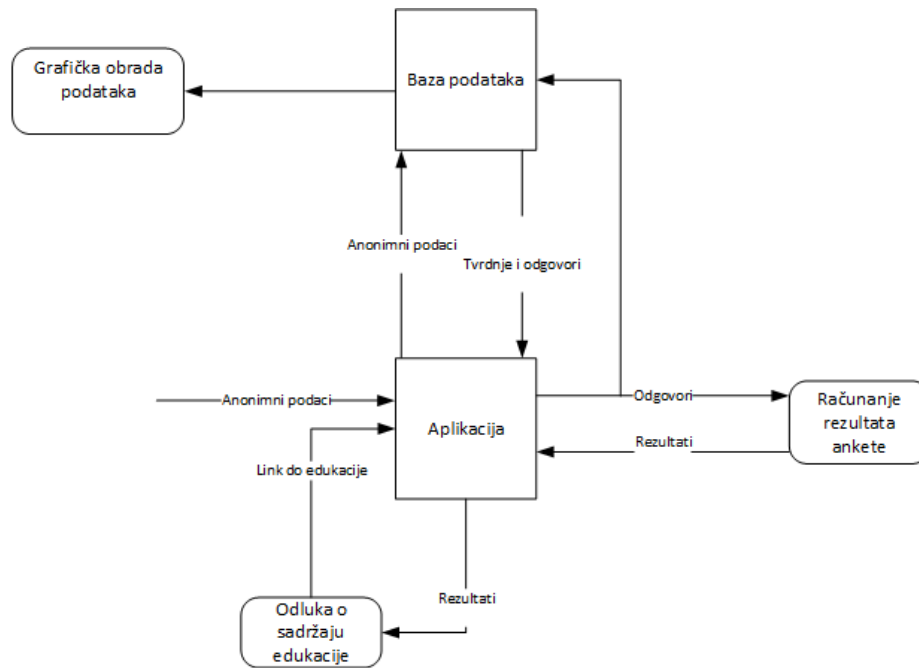 Grafička obrada
podataka
Baza podataka
Anonimni podaci
Tvrdnje i odgovori
Anonimni podaci
Aplikacija
Odgovori
Računanje
rezultata
ankete
Rezultati
Link do edukacije
Rezultati
Odluka o
sadržaju
edukacije